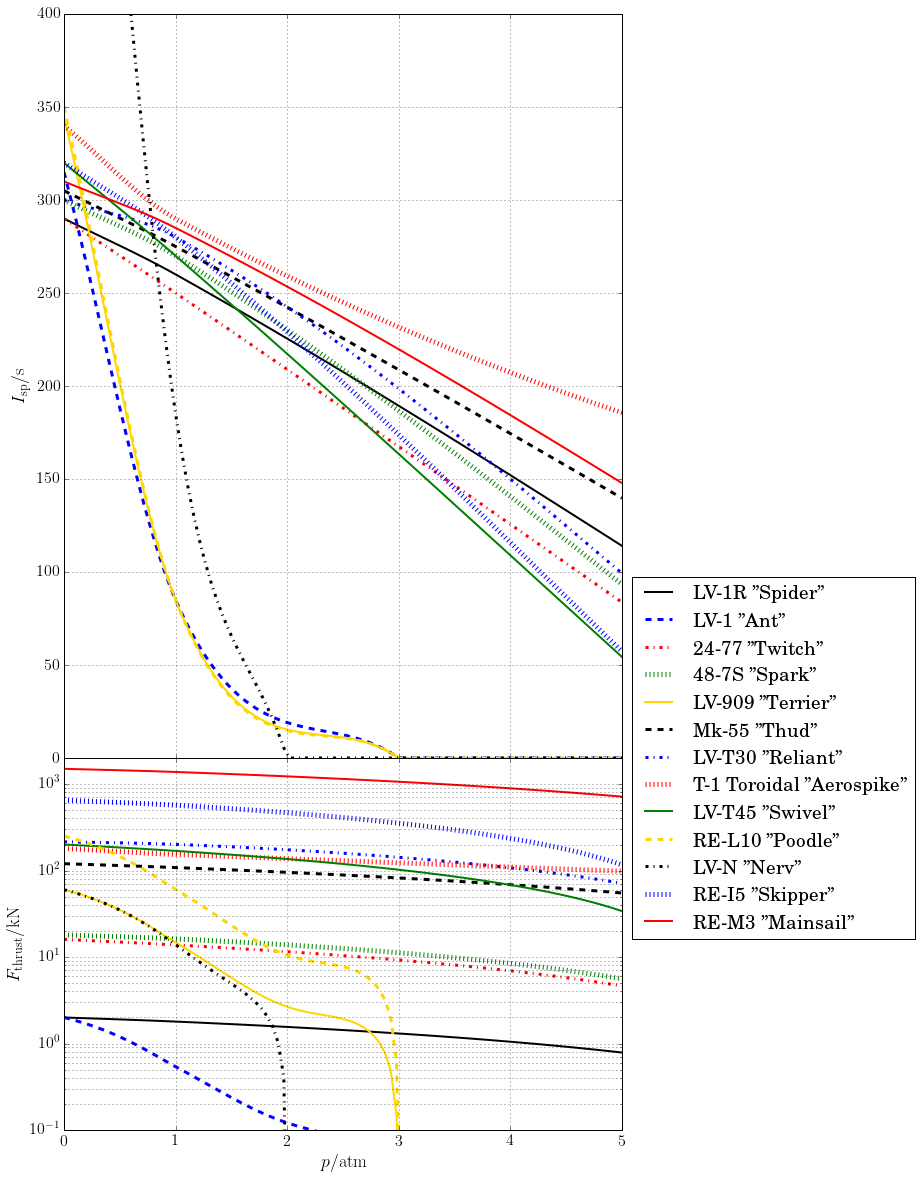 400
350
300
250
200
150
100
50
0
I_sp/s
10^3
10^2
10^1
10^0
10^−1
F_thrust/kN
0 1 2 3 4 5
p/atm
LV-1R ”Spider”
LV-1 ”Ant”
24-77 ”Twitch”
48-7S ”Spark”
LV-909 ”Terrier”
Mk-55 ”Thud”
LV-T30 ”Reliant”
T-1 Toroidal ”Aerospike”
LV-T45 ”Swivel”
RE-L10 ”Poodle”
LV-N ”Nerv”
RE-I5 ”Skipper”
RE-M3 ”Mainsail”